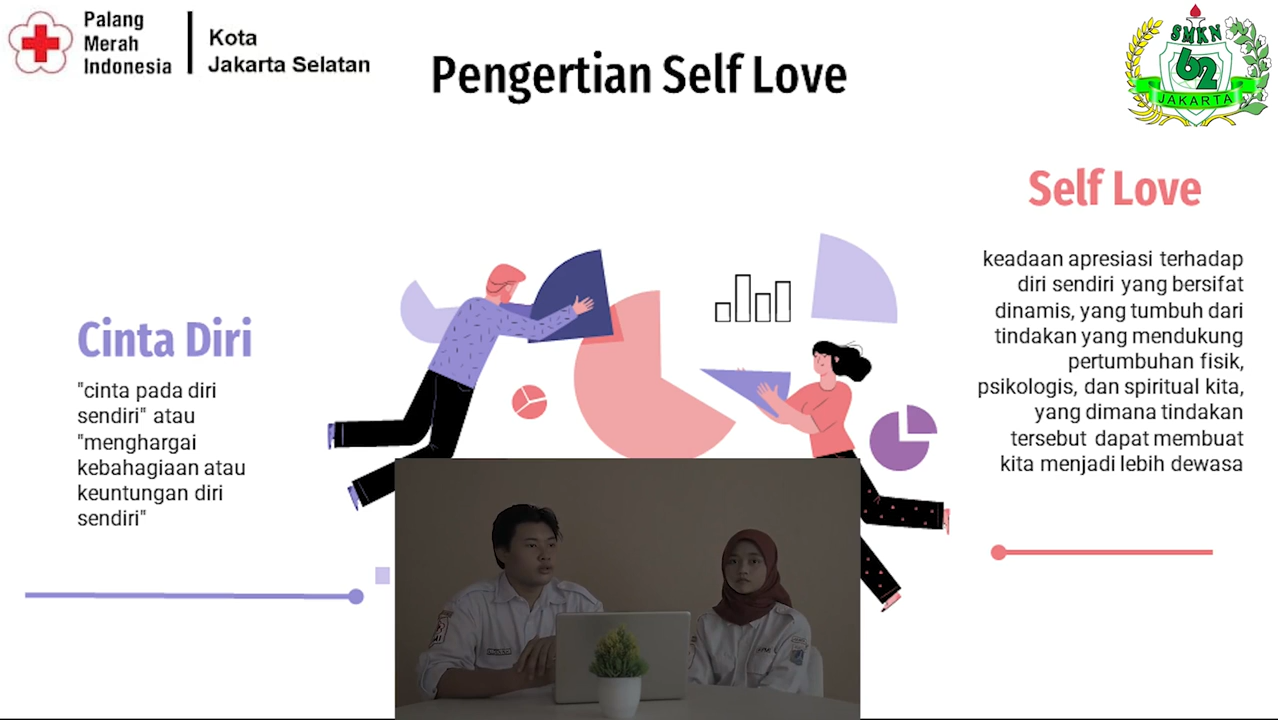 Palang
Merah
Indonesia
Kota
Jakarta Selatan
Pengertian Self Love
SMKN
62
JAKARTA
Cinta Diri
"cinta pada diri
sendiri" atau
"menghargai
kebahagiaan atau
keuntungan diri
sendiri"
Self Love
keadaan apresiasi terhadap
diri sendiri yang bersifat
dinamis, yang tumbuh dari
tindakan yang mendukung
pertumbuhan fisik,
psikologis, dan spiritual kita,
yang dimana tindakan
tersebut dapat membuat
kita menjadi lebih dewasa